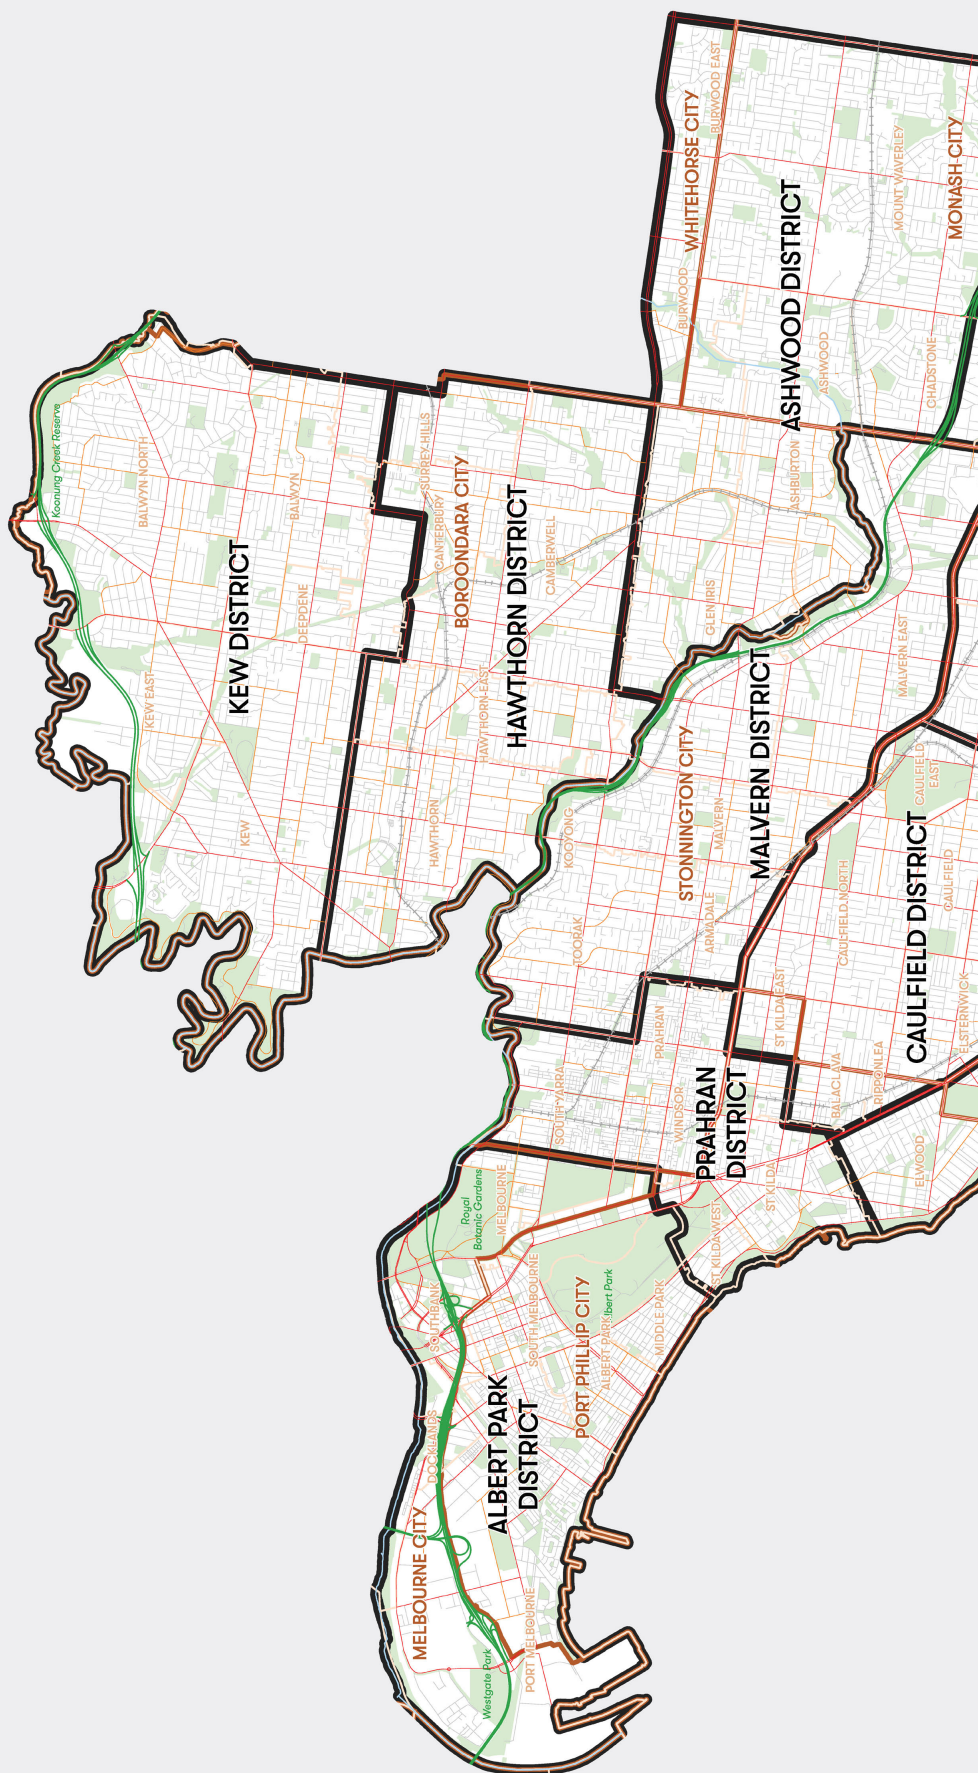 Koonung Creek Reserve
BALWYN NORTH
KEW DISTRICT
BALWYN
DEEPDENE
KEW EAST
KEW
SURREY HILLS
CANTERBURY
BOROONDARA CITY
HAWTHORN DISTRICT
CAMBERWELL
HAWTHORN EAST
HAWTHORN
WHITEHORSE CITY
BURWOOD EAST
BURWOOD
ASHWOOD DISTRICT
MOUNT WAVERLEY
MONASH CITY
ASHWOOD
CHADSTONE
ASHBURTON
GLEN IRIS
MALVERN EAST
STONNINGTON CITY
MALVERN DISTRICT
MALVERN
KOOYONG
TOORAK
ARMADALE
CAULFIELD
EAST
CAULFIELD NORTH
CAULFIELD DISTRICT
CAULFIELD
ST KILDA EAST
ELSTERNWICK
BALACLAVA
RIPPONLEA
PRAHRAN
SOUTH YARRA
WINDSOR
PRAHRAN
DISTRICT
ST KILDA
ELWOOD
ST KILDA WEST
Royal
Botanic Gardens
MELBOURNE
SOUTHBANK
SOUTH MELBOURNE
PORT PHILLIP CITY
lbert Park
ALBERT PARK
MIDDLE PARK
DOCKLANDS
ALBERT PARK
DISTRICT
MELBOURNE CITY
PORT MELBOURNE
Westgate Park